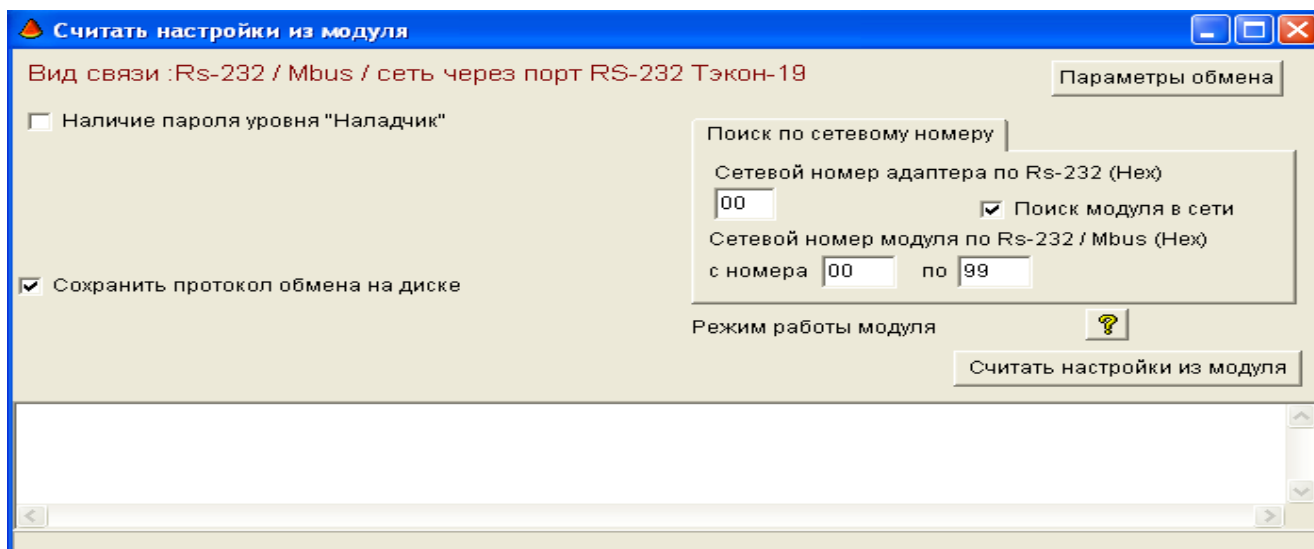 Считать настройки из модуля
Вид связи :Rs-232 / Mbus / сеть через порт RS-232 Тэкон-19
Параметры обмена
Наличие пароля уровня "Наладчик"
Поиск по сетевому номеру
Сетевой номер адаптера по Rs-232 (Hex)
00
Поиск модуля в сети
Сетевой номер модуля по Rs-232 / Mbus (Hex)
с номера 00 по 99
Сохранить протокол обмена на диске
Режим работы модуля ?
Считать настройки из модуля